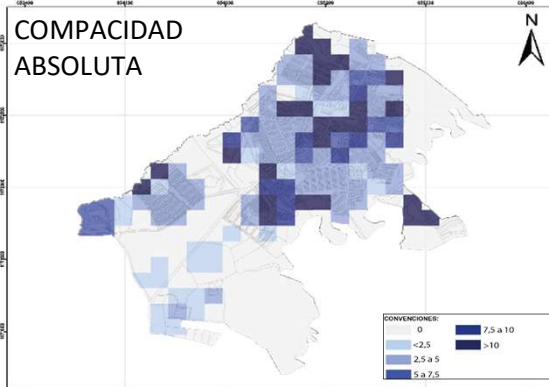 COMPACIDAD
ABSOLUTA
N
CONVENCIONES:
0
<2,5
2,5 a 5
5 a 7,5
7,5 a 10
>10